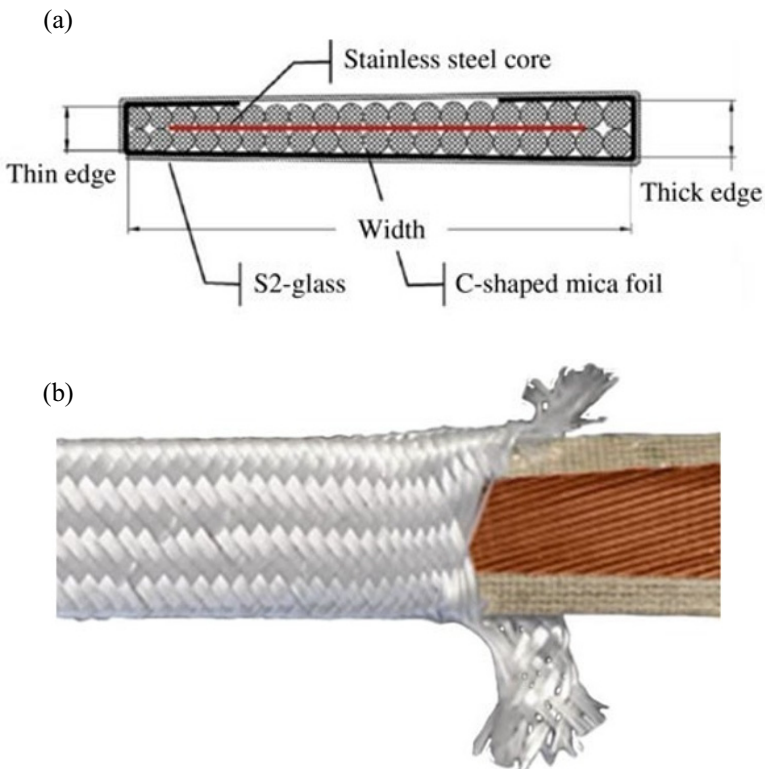 (a)
Stainless steel core
Thin edge
Thick edge
Width
S2-glass
C-shaped mica foil
(b)